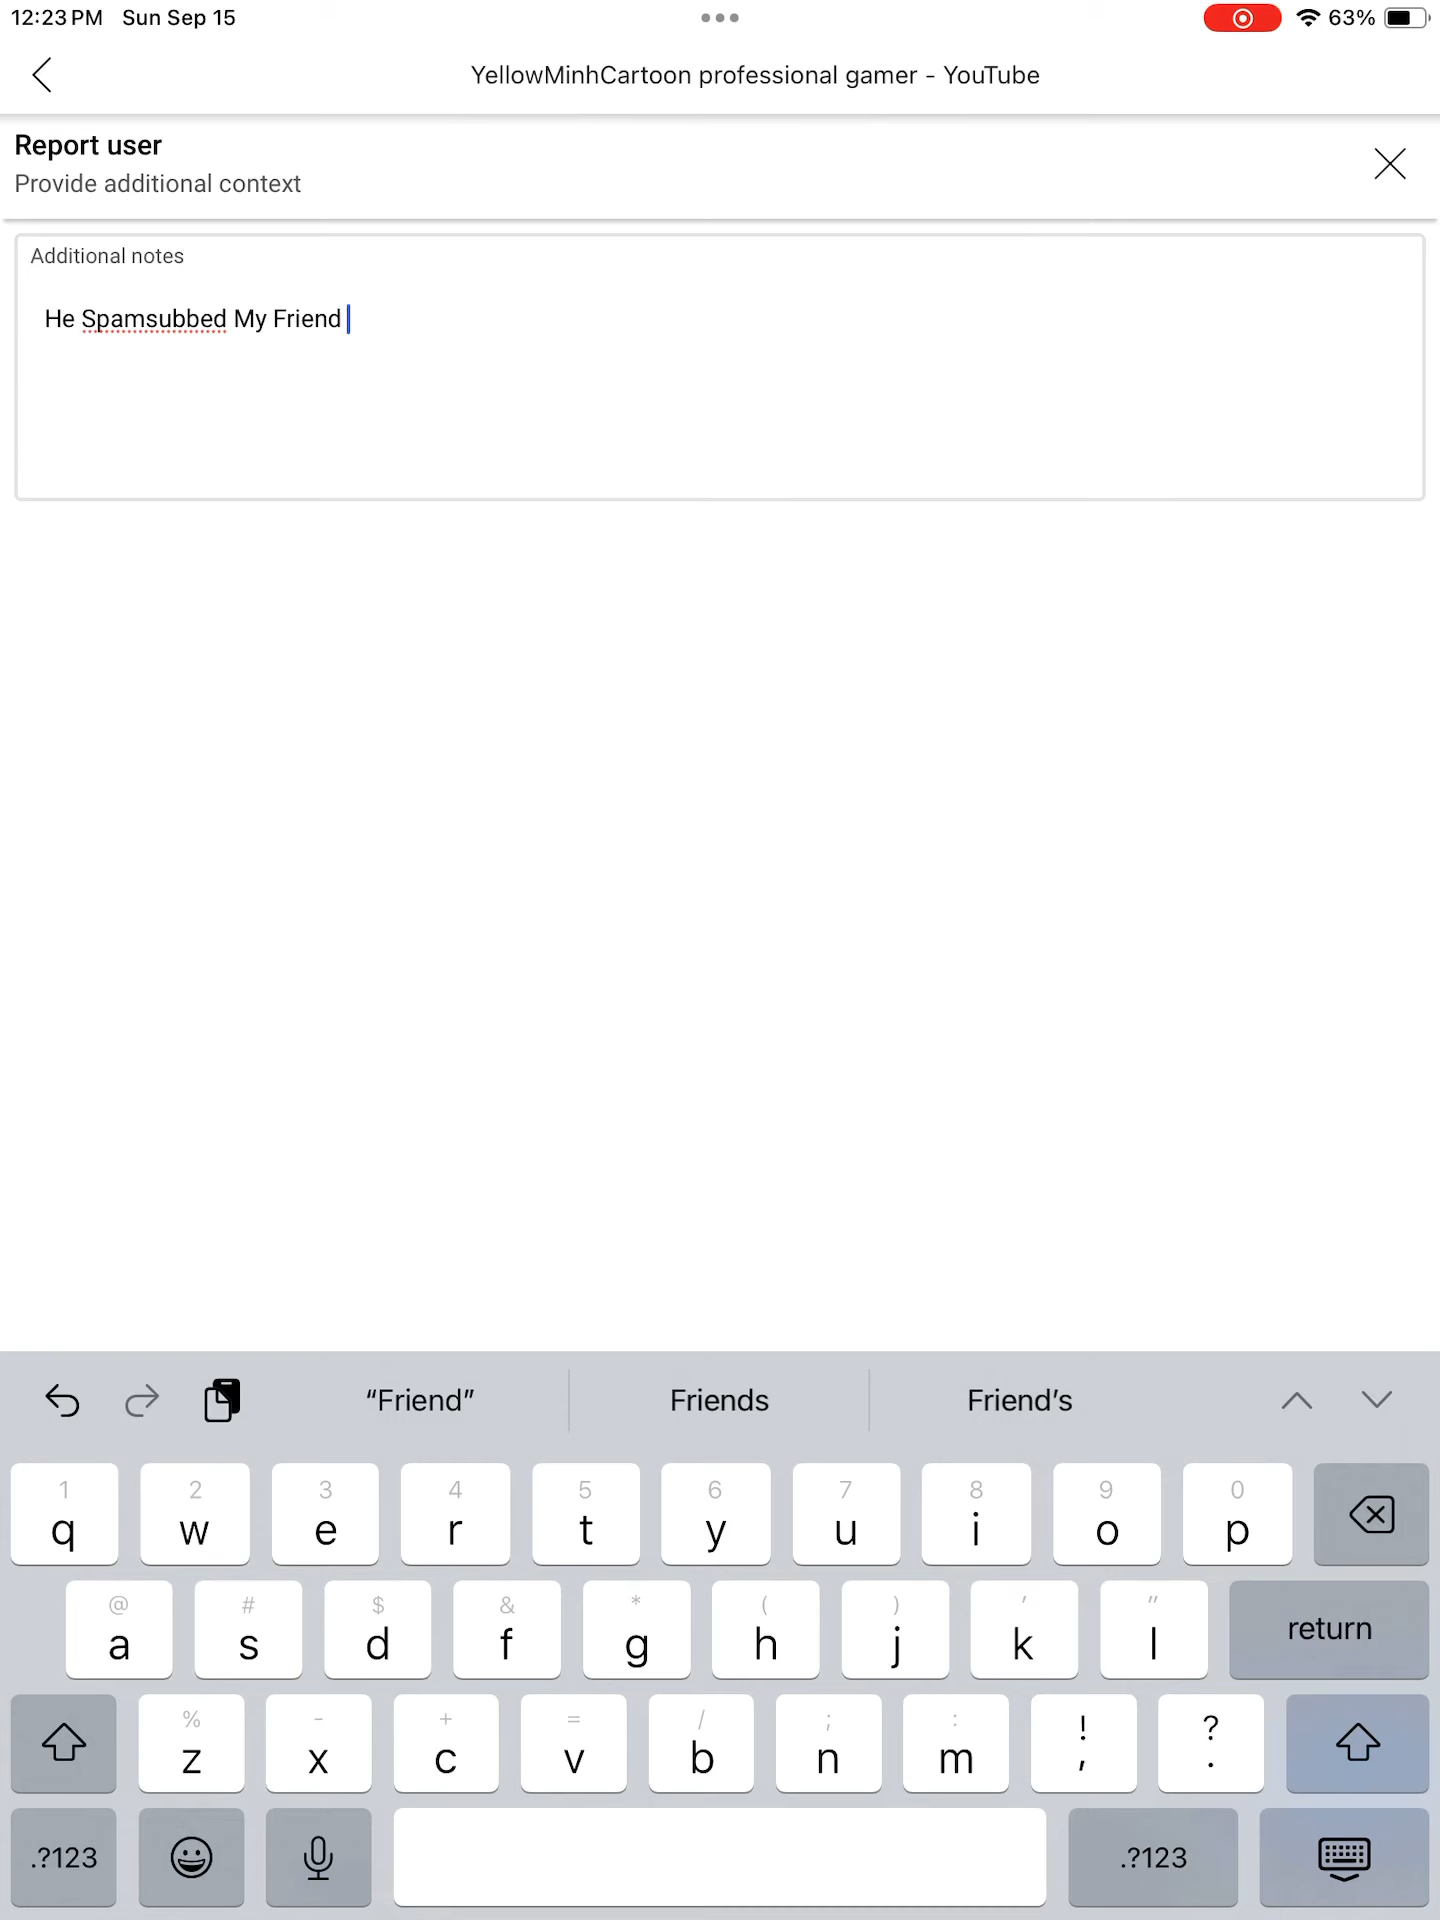 12:23 PM Sun Sep 15
63%
YellowMinhCartoon professional gamer - YouTube
Report user
Provide additional context
Additional notes
He Spamsubbed My Friend
“Friend” Friends Friend’s
1 2 3 4 5 6 7 8 9 0
q w e r t y u i o p
@ # $ & * ( ) ' "
a s d f g h j k l return
% - + = / ; : ! ?
z x c v b n m , .
.?123 .?123